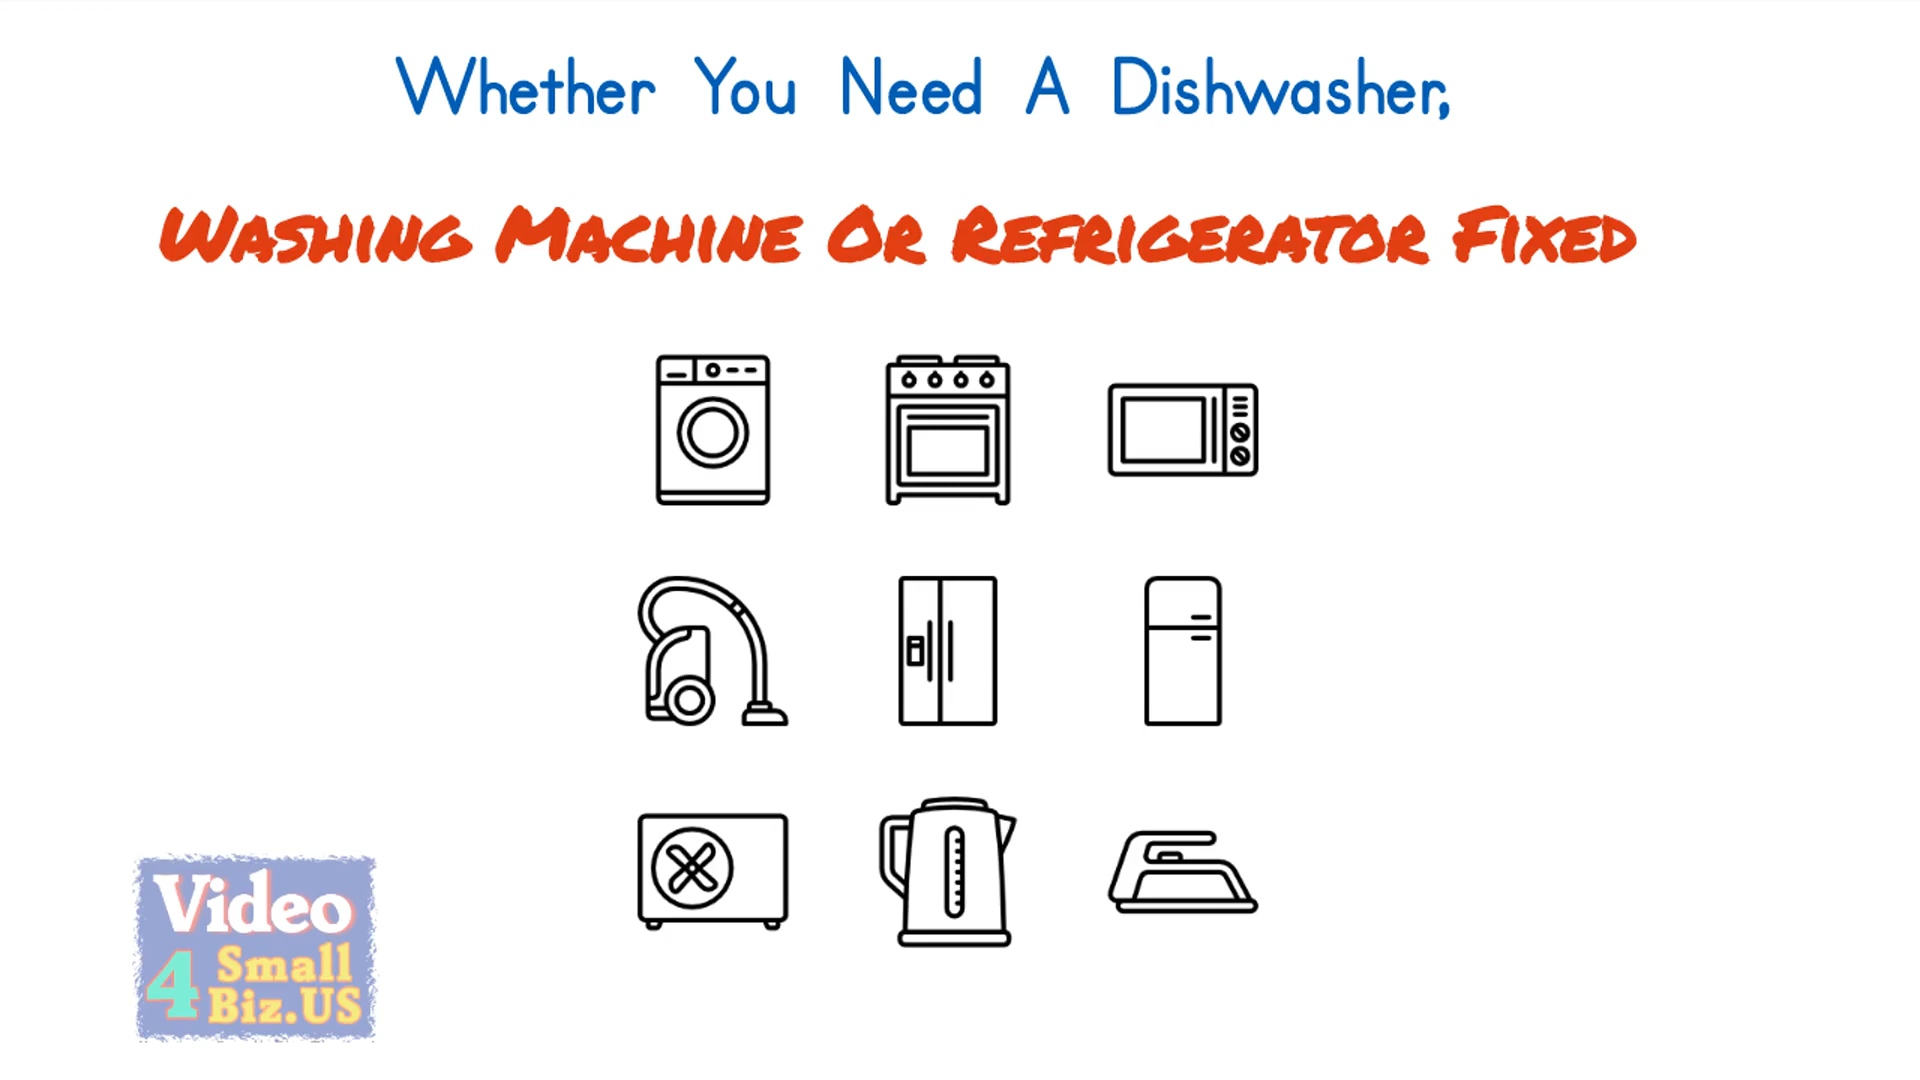 Whether You Need A Dishwasher,
Washing Machine Or Refrigerator Fixed
Video
4 Small
Biz.US